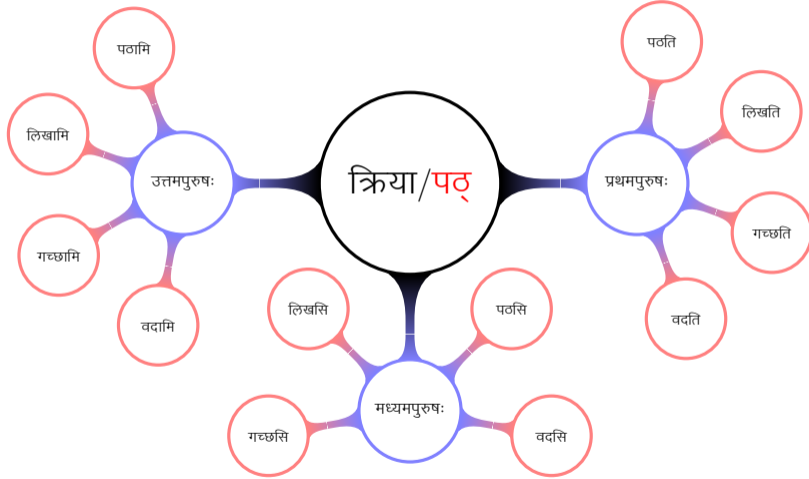 क्रिया/पठ्
उत्तमपुरुषः
पठामि
लिखामि
गच्छामि
वदामि
मध्यमपुरुषः
लिखसि
पठसि
गच्छसि
वदसि
प्रथमपुरुषः
पठति
लिखति
गच्छति
वदति